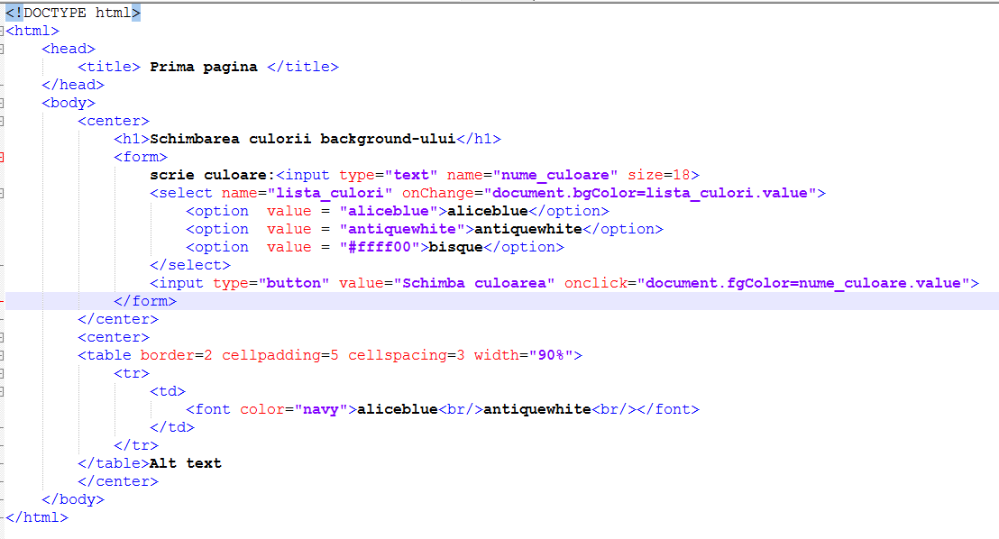 <!DOCTYPE html>
<html>
    <head>
        <title> Prima pagina </title>
    </head>
    <body>
        <center>
            <h1>Schimbarea culorii background-ului</h1>
            <form>
                scrie culoare:<input type="text" name="nume_culoare" size=18>
                <select name="lista_culori" onChange="document.bgColor=lista_culori.value">
                    <option  value = "aliceblue">aliceblue</option>
                    <option  value = "antiquewhite">antiquewhite</option>
                    <option  value = "#ffff00">bisque</option>
                </select>
                <input type="button" value="Schimba culoarea" onclick="document.fgColor=nume_culoare.value">
            </form>
        </center>
        <center>
        <table border=2 cellpadding=5 cellspacing=3 width="90%">
            <tr>
                <td>
                    <font color="navy">aliceblue<br/>antiquewhite<br/></font>
                </td>
            </tr>
        </table>Alt text
        </center>
    </body>
</html>